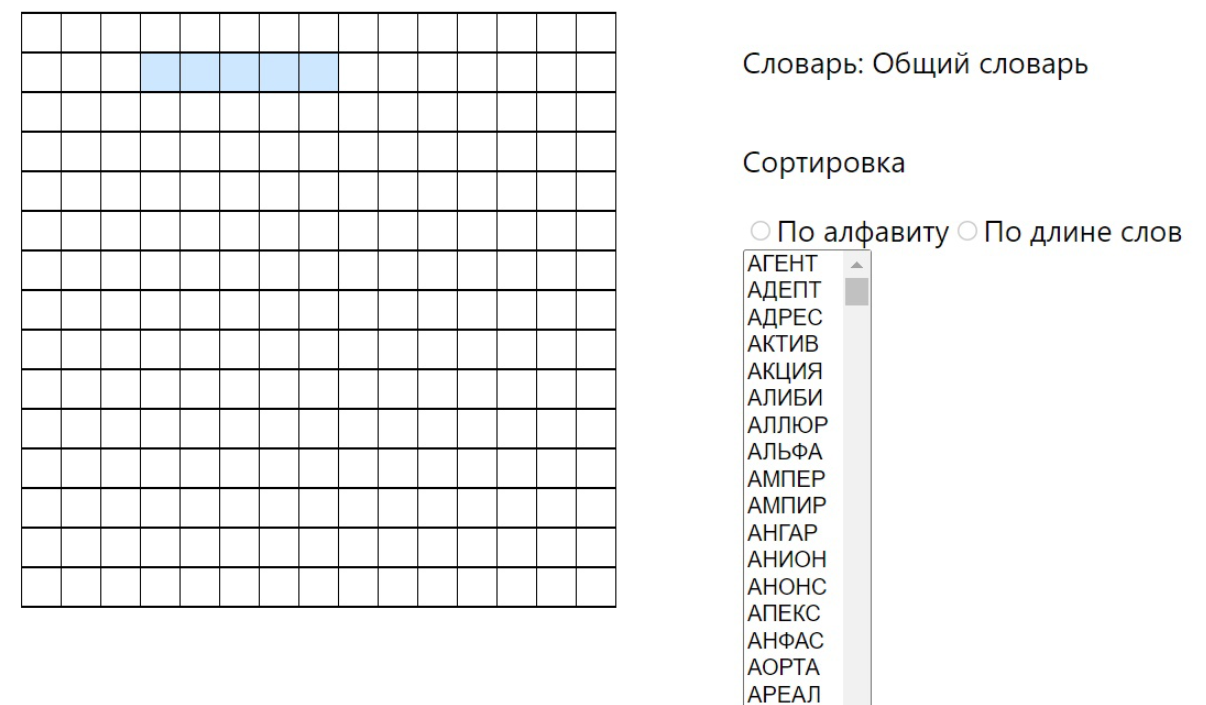 Словарь: Общий словарь
Сортировка
По алфавиту По длине слов
АГЕНТ
АДЕПТ
АДРЕС
АКТИВ
АКЦИЯ
АЛИБИ
АЛЛЮР
АЛЬФА
АМПЕР
АМПИР
АНГАР
АНИОН
АНОНС
АПЕКС
АНФАС
АОРТА
АРЕАЛ